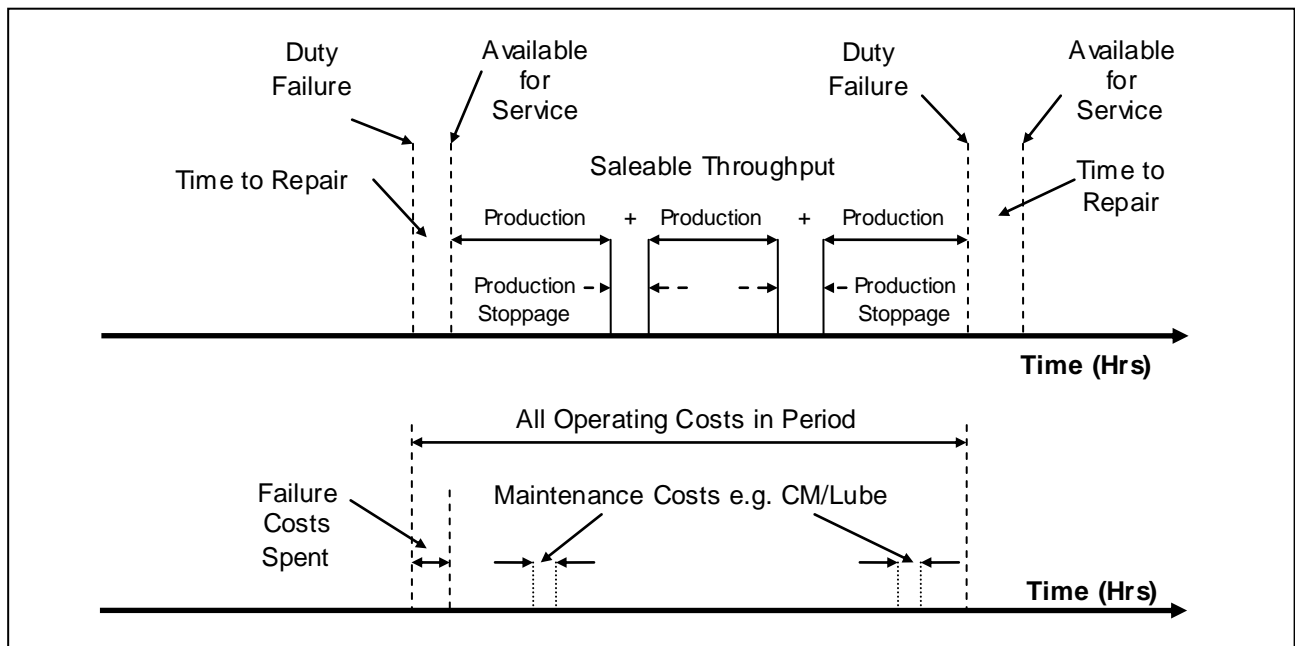 Duty
Failure
Available
for
Service
Duty
Failure
Available
for
Service
Time to Repair
Saleable Throughput
Time to
Repair
Production + Production + Production
Production
Stoppage
Production
Stoppage
Time (Hrs)
All Operating Costs in Period
Failure
Costs
Spent
Maintenance Costs e.g. CM/Lube
Time (Hrs)